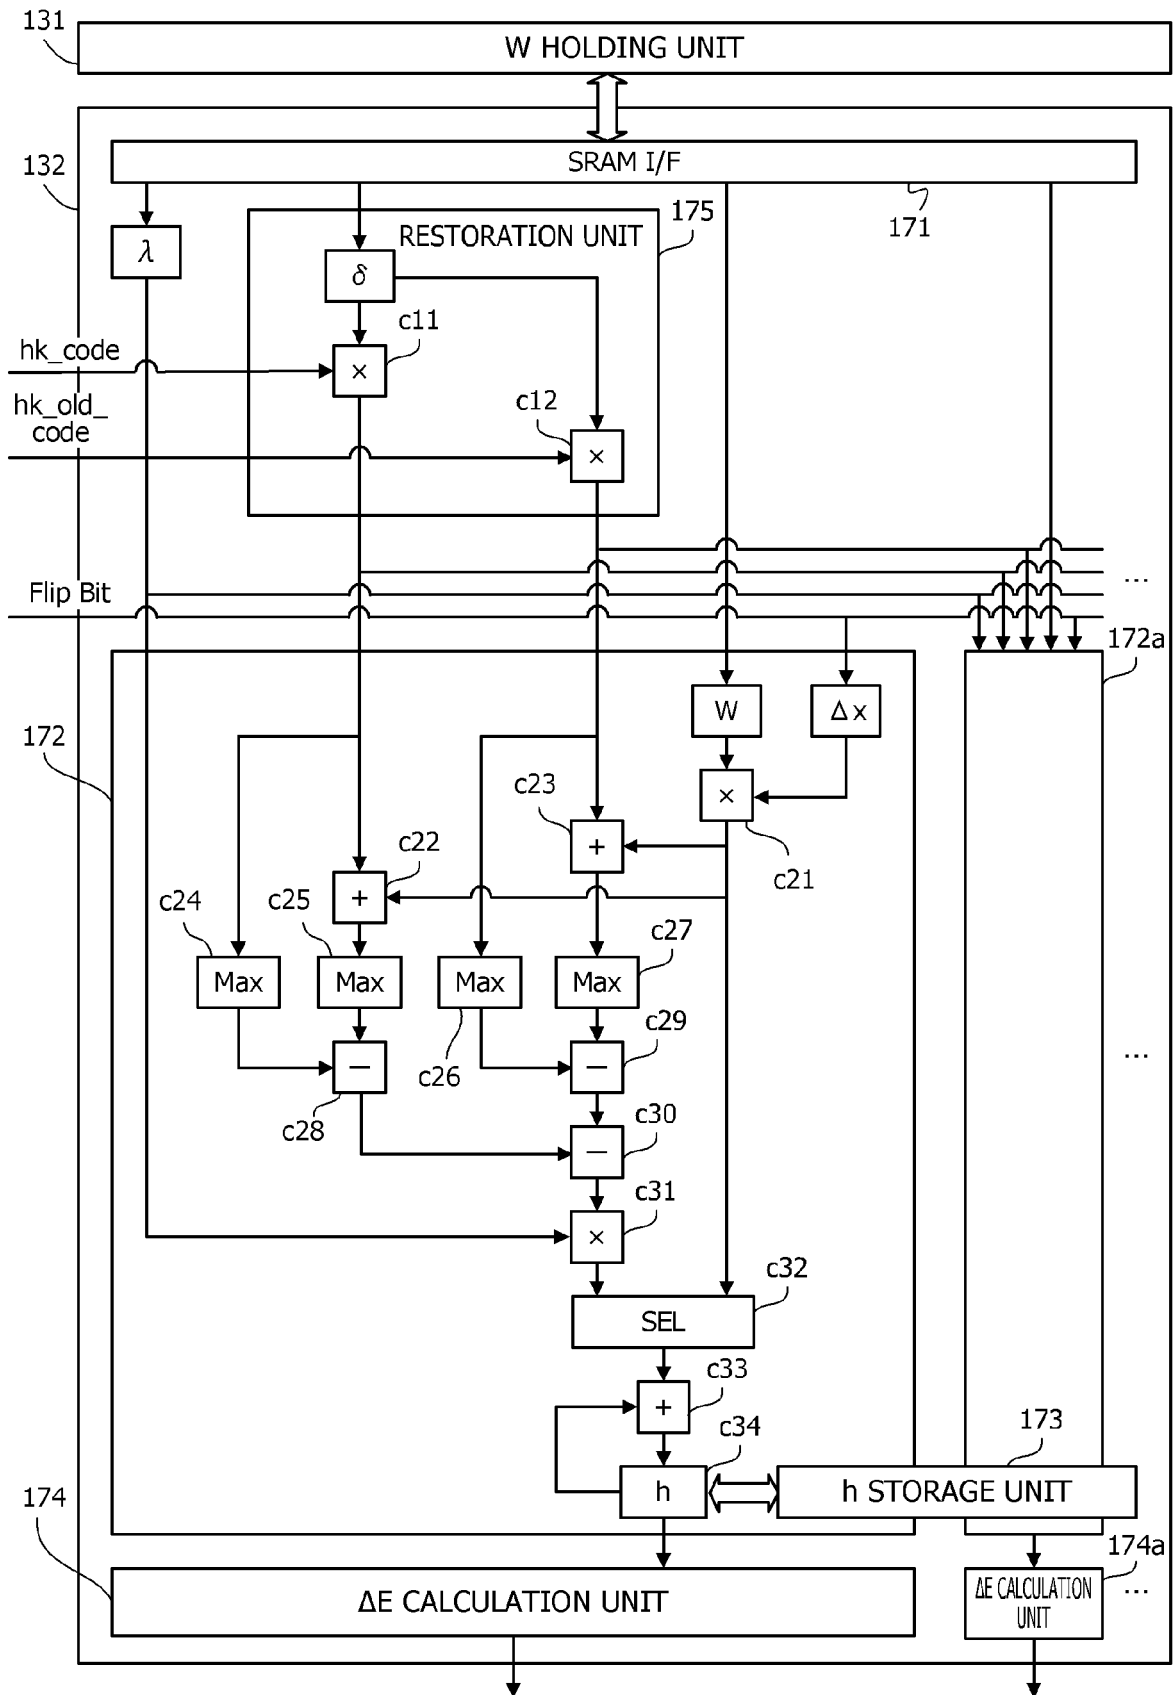 131
W HOLDING UNIT
132
SRAM I/F
171
175
RESTORATION UNIT
λ
δ
c11
hk_code
×
hk_old_
code
c12
×
Flip Bit
...
172a
172
W
Δx
c23
×
c21
+
c22
+
c24
c25
c27
Max
Max
Max
Max
c26
c29
−
−
c28
c30
−
...
c31
×
c32
SEL
c33
+
c34
173
h
h STORAGE UNIT
174
174a
ΔE CALCULATION UNIT
ΔE CALCULATION
UNIT
...